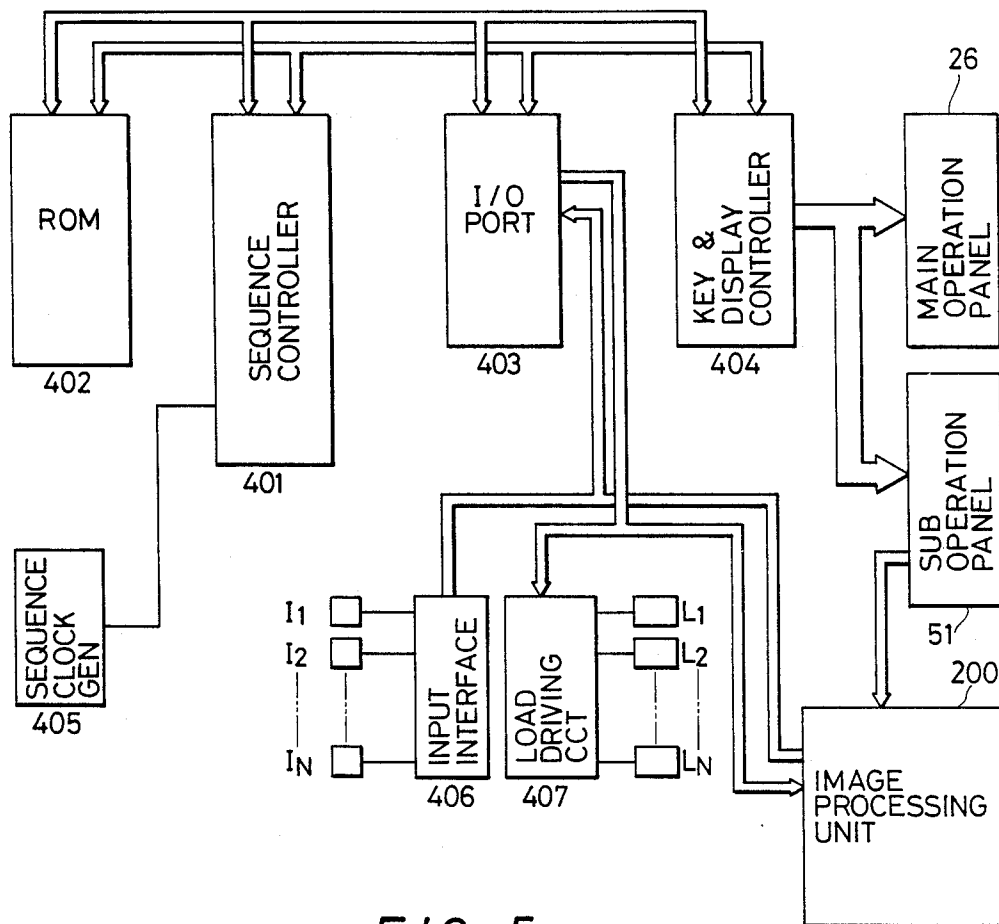 26
ROM
SEQUENCE
CONTROLLER
I/O
PORT
KEY &
DISPLAY
CONTROLLER
MAIN
OPERATION
PANEL
402
401
403
404
SUB
OPERATION
PANEL
51
SEQUENCE
CLOCK
GEN
405
I1
I2
IN
INPUT
INTERFACE
406
LOAD
DRIVING
CCT
407
L1
L2
LN
200
IMAGE
PROCESSING
UNIT